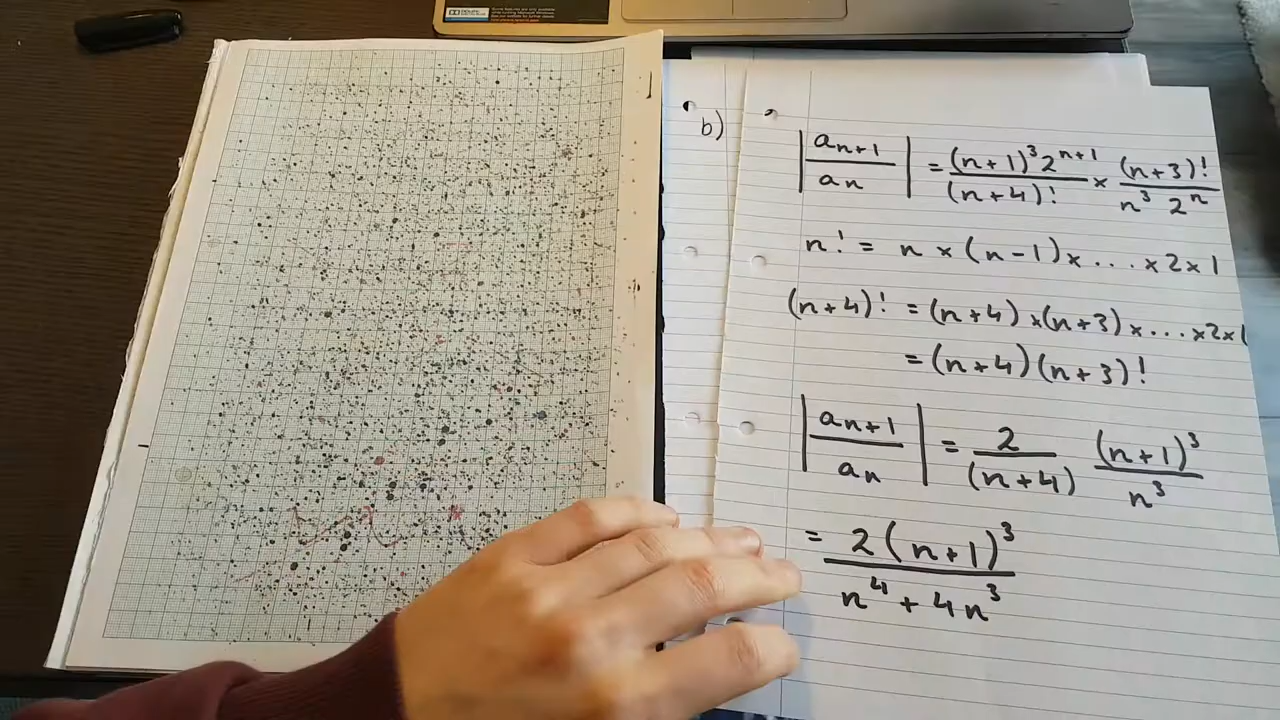 b)
|a_{n+1}/a_n| = (n+1)^3 2^{n+1}/(n+4)! × (n+3)!/(n^3 2^n)
n! = n × (n-1) × .... × 2 × 1
(n+4)! = (n+4) × (n+3) × .... × 2 × 1
= (n+4)(n+3)!
|a_{n+1}/a_n| = 2/(n+4) (n+1)^3/n^3
= 2(n+1)^3/(n^4 + 4n^3)